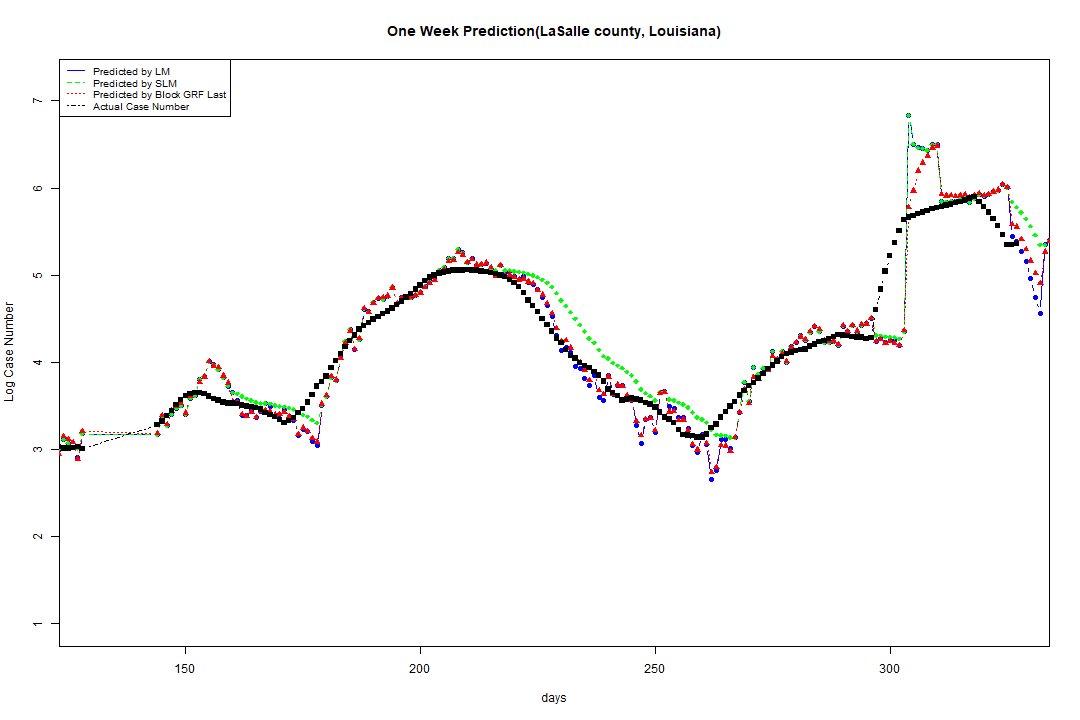 One Week Prediction(LaSalle county, Louisiana)
Predicted by LM
Predicted by SLM
Predicted by Block GRF Last
Actual Case Number
7
6
5
4
3
2
1
Log Case Number
150 200 250 300
days